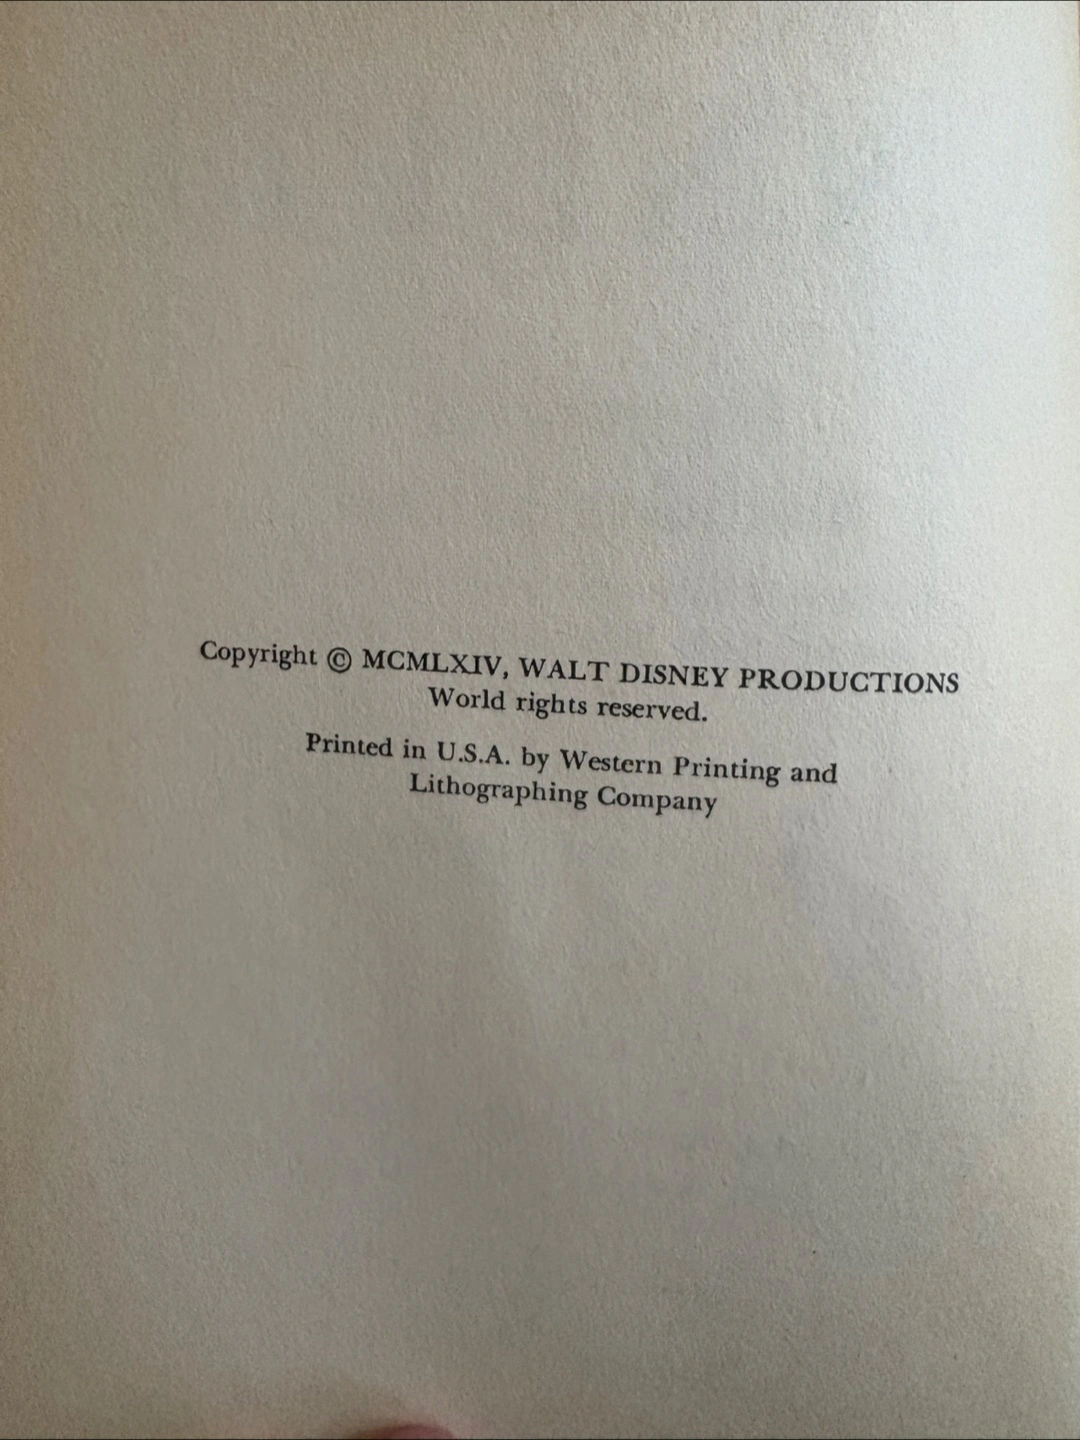 Copyright © MCMLXIV, WALT DISNEY PRODUCTIONS
World rights reserved.
Printed in U.S.A. by Western Printing and
Lithographing Company